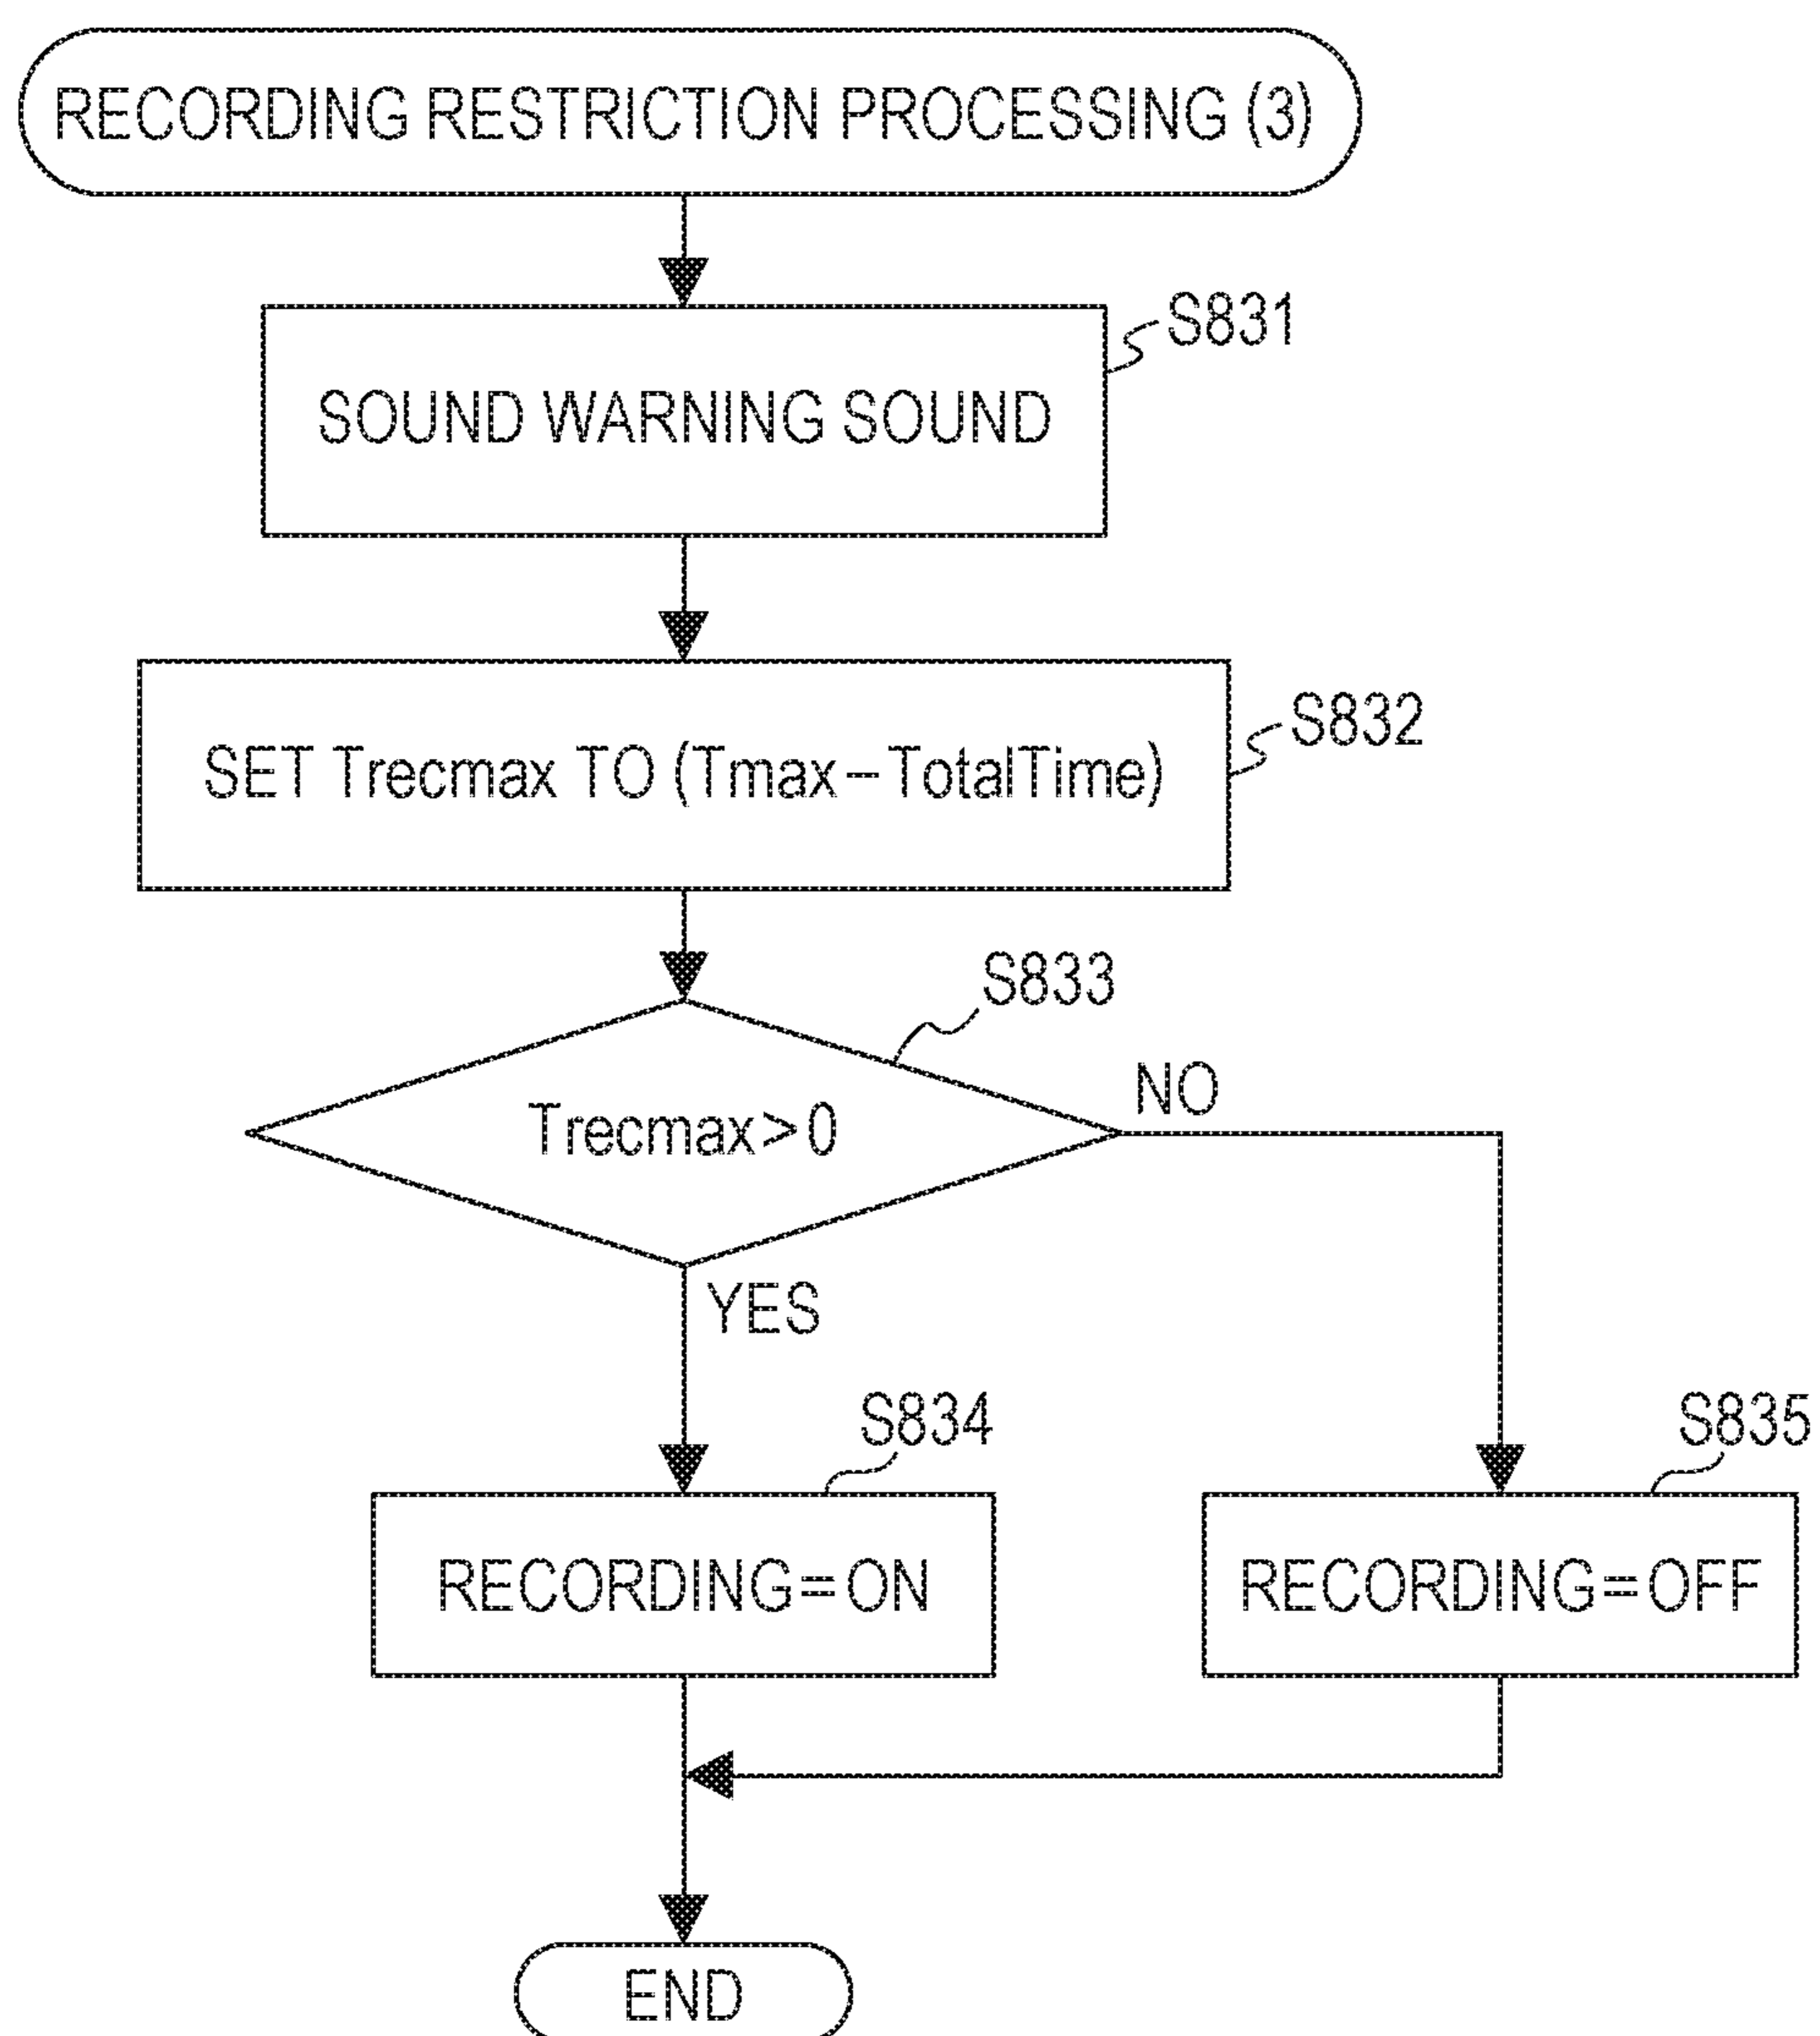 RECORDING RESTRICTION PROCESSING (3)
S831
SOUND WARNING SOUND
S832
SET Trecmax TO (Tmax-TotalTime)
S833
Trecmax>0
NO
YES
S834
S835
RECORDING=ON
RECORDING=OFF
END